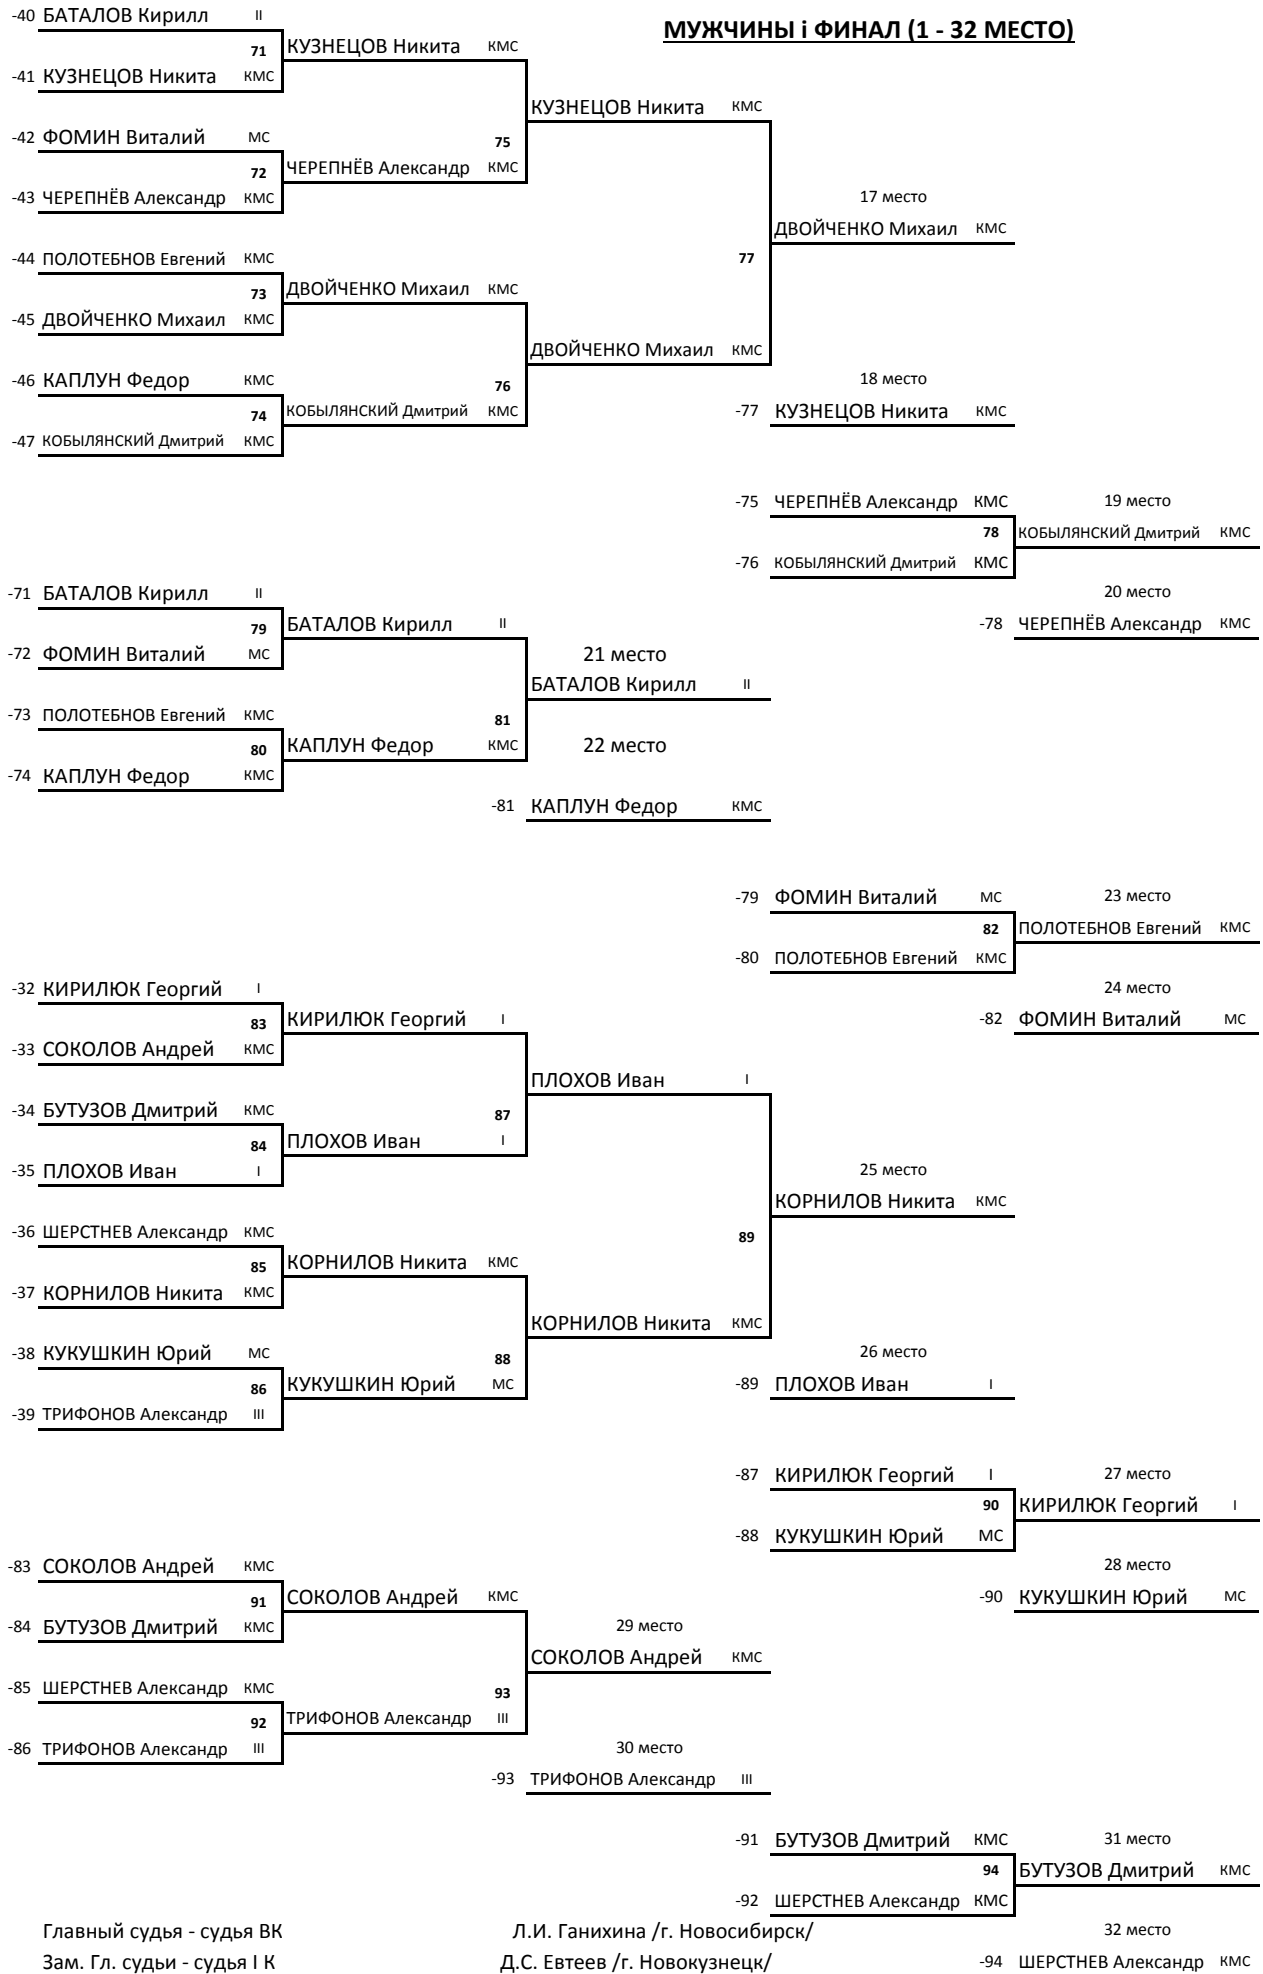 -40 БАТАЛОВ Кирилл II
МУЖЧИНЫ i ФИНАЛ (1 - 32 МЕСТО)
71 КУЗНЕЦОВ Никита КМС
-41 КУЗНЕЦОВ Никита КМС
КУЗНЕЦОВ Никита КМС
-42 ФОМИН Виталий МС
75
72 ЧЕРЕПНЁВ Александр КМС
-43 ЧЕРЕПНЁВ Александр КМС
17 место
ДВОЙЧЕНКО Михаил КМС
-44 ПОЛОТЕБНОВ Евгений КМС
77
73 ДВОЙЧЕНКО Михаил КМС
-45 ДВОЙЧЕНКО Михаил КМС
ДВОЙЧЕНКО Михаил КМС
-46 КАПЛУН Федор КМС
76
18 место
74 КОБЫЛЯНСКИЙ Дмитрий КМС
-77 КУЗНЕЦОВ Никита КМС
-47 КОБЫЛЯНСКИЙ Дмитрий КМС
-75 ЧЕРЕПНЁВ Александр КМС
19 место
78 КОБЫЛЯНСКИЙ Дмитрий КМС
-76 КОБЫЛЯНСКИЙ Дмитрий КМС
-71 БАТАЛОВ Кирилл II
20 место
79 БАТАЛОВ Кирилл II
-78 ЧЕРЕПНЁВ Александр КМС
-72 ФОМИН Виталий МС
21 место
БАТАЛОВ Кирилл II
-73 ПОЛОТЕБНОВ Евгений КМС
81
80 КАПЛУН Федор КМС
22 место
-74 КАПЛУН Федор КМС
-81 КАПЛУН Федор КМС
-79 ФОМИН Виталий МС
23 место
82 ПОЛОТЕБНОВ Евгений КМС
-80 ПОЛОТЕБНОВ Евгений КМС
-32 КИРИЛЮК Георгий I
24 место
83 КИРИЛЮК Георгий I
-82 ФОМИН Виталий МС
-33 СОКОЛОВ Андрей КМС
ПЛОХОВ Иван I
-34 БУТУЗОВ Дмитрий КМС
87
84 ПЛОХОВ Иван I
-35 ПЛОХОВ Иван I
25 место
КОРНИЛОВ Никита КМС
-36 ШЕРСТНЕВ Александр КМС
89
85 КОРНИЛОВ Никита КМС
-37 КОРНИЛОВ Никита КМС
КОРНИЛОВ Никита КМС
-38 КУКУШКИН Юрий МС
88
26 место
86 КУКУШКИН Юрий МС
-89 ПЛОХОВ Иван I
-39 ТРИФОНОВ Александр III
-87 КИРИЛЮК Георгий I
27 место
90 КИРИЛЮК Георгий I
-88 КУКУШКИН Юрий МС
-83 СОКОЛОВ Андрей КМС
28 место
91 СОКОЛОВ Андрей КМС
-90 КУКУШКИН Юрий МС
-84 БУТУЗОВ Дмитрий КМС
29 место
СОКОЛОВ Андрей КМС
-85 ШЕРСТНЕВ Александр КМС
93
92 ТРИФОНОВ Александр III
-86 ТРИФОНОВ Александр III
30 место
-93 ТРИФОНОВ Александр III
-91 БУТУЗОВ Дмитрий КМС
31 место
94 БУТУЗОВ Дмитрий КМС
-92 ШЕРСТНЕВ Александр КМС
Главный судья - судья ВК Л.И. Ганихина /г. Новосибирск/
32 место
Зам. Гл. судьи - судья I К Д.С. Евтеев /г. Новокузнецк/
-94 ШЕРСТНЕВ Александр КМС